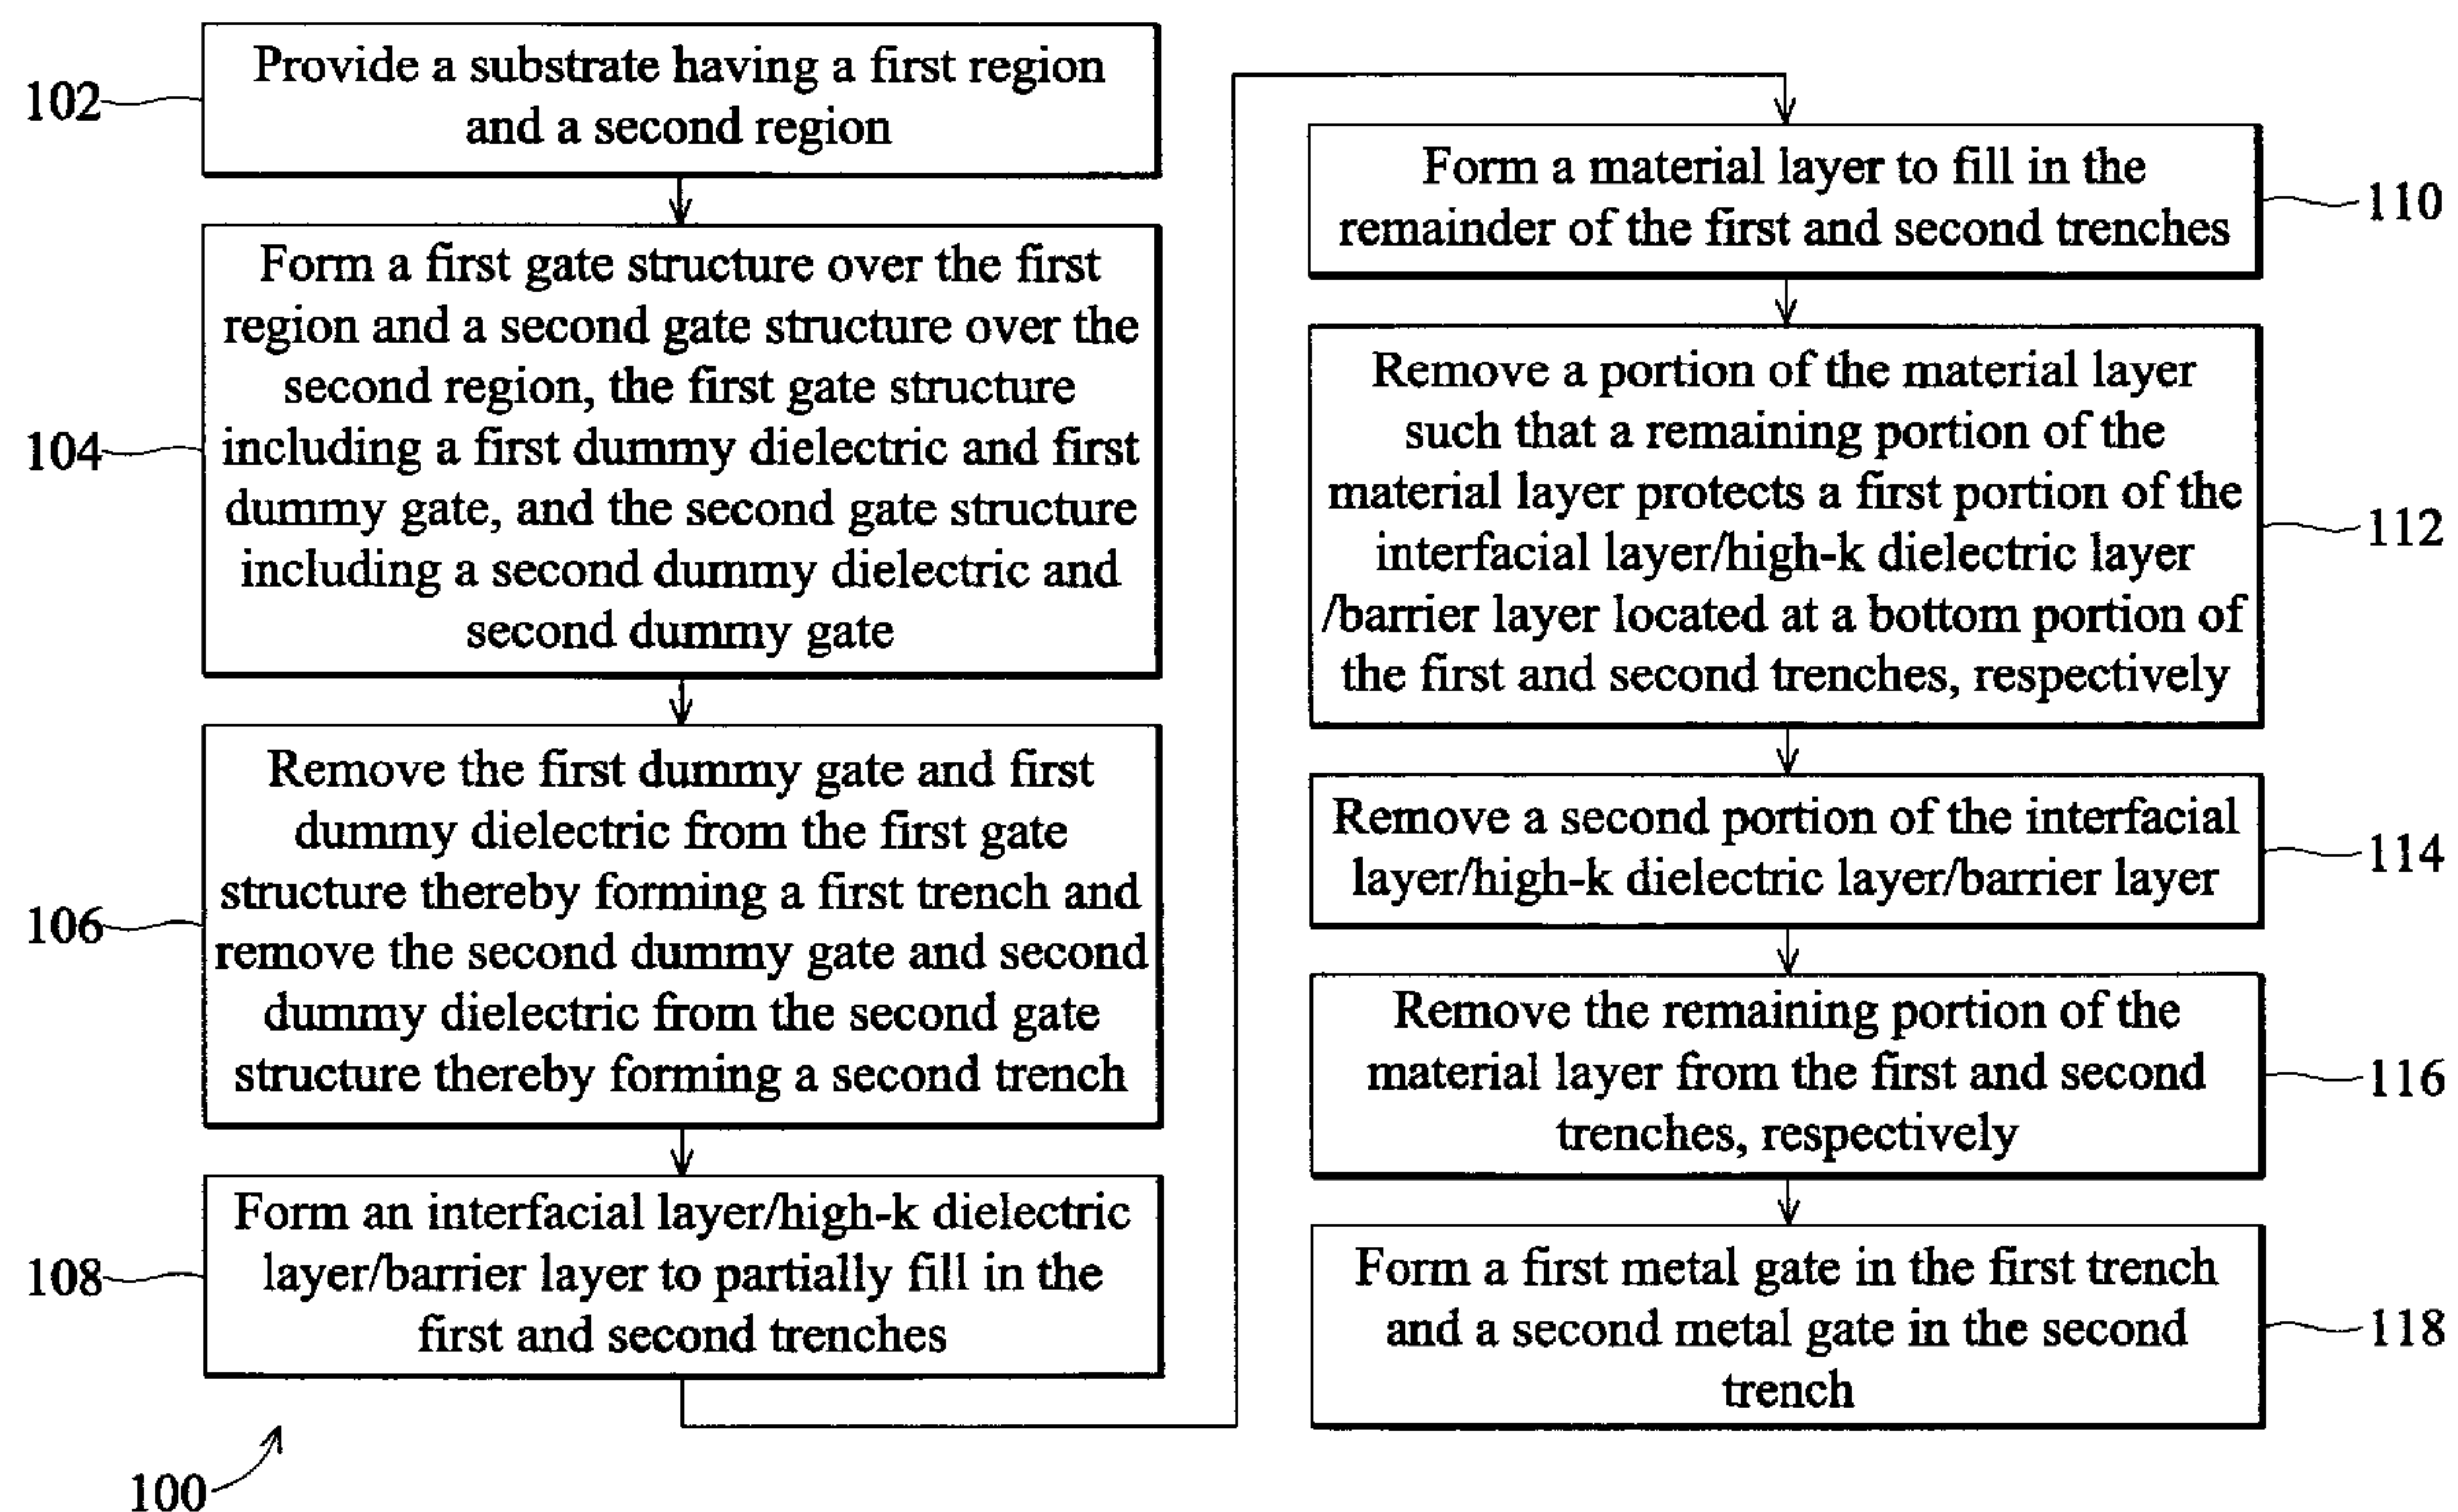 102
Provide a substrate having a first region
and a second region
104
Form a first gate structure over the first
region and a second gate structure over the
second region, the first gate structure
including a first dummy dielectric and first
dummy gate, and the second gate structure
including a second dummy dielectric and
second dummy gate
106
Remove the first dummy gate and first
dummy dielectric from the first gate
structure thereby forming a first trench and
remove the second dummy gate and second
dummy dielectric from the second gate
structure thereby forming a second trench
108
Form an interfacial layer/high-k dielectric
layer/barrier layer to partially fill in the
first and second trenches
100
Form a material layer to fill in the
remainder of the first and second trenches
110
Remove a portion of the material layer
such that a remaining portion of the
material layer protects a first portion of the
interfacial layer/high-k dielectric layer
/barrier layer located at a bottom portion of
the first and second trenches, respectively
112
Remove a second portion of the interfacial
layer/high-k dielectric layer/barrier layer
114
Remove the remaining portion of the
material layer from the first and second
trenches, respectively
116
Form a first metal gate in the first trench
and a second metal gate in the second
trench
118